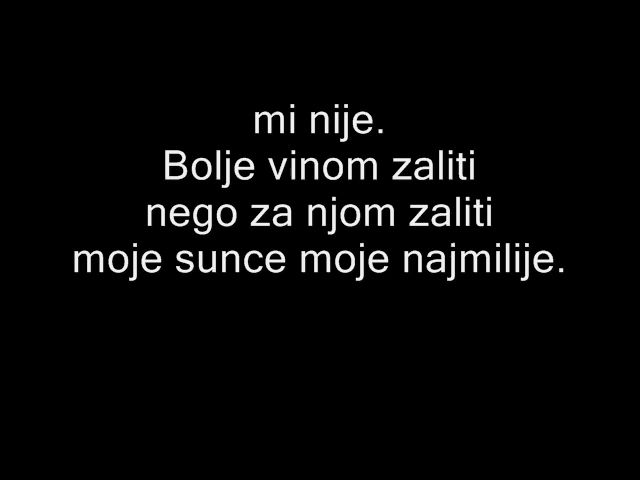 mi nije.
Bolje vinom zaliti
nego za njom zaliti
moje sunce moje najmilije.